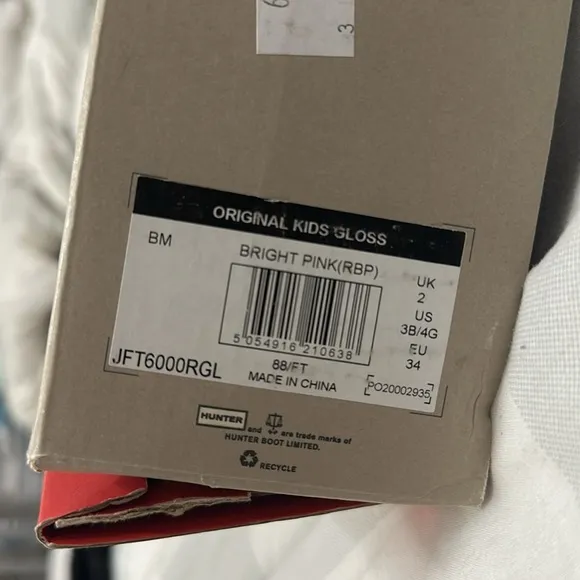 3
ORIGINAL KIDS GLOSS
BM
BRIGHT PINK(RBP)
UK
2
US
3B/4G
EU
34
5 054916 210638
JFT6000RGL
88/FT
MADE IN CHINA
PO20002935
HUNTER and are trade marks of
HUNTER BOOT LIMITED.
RECYCLE